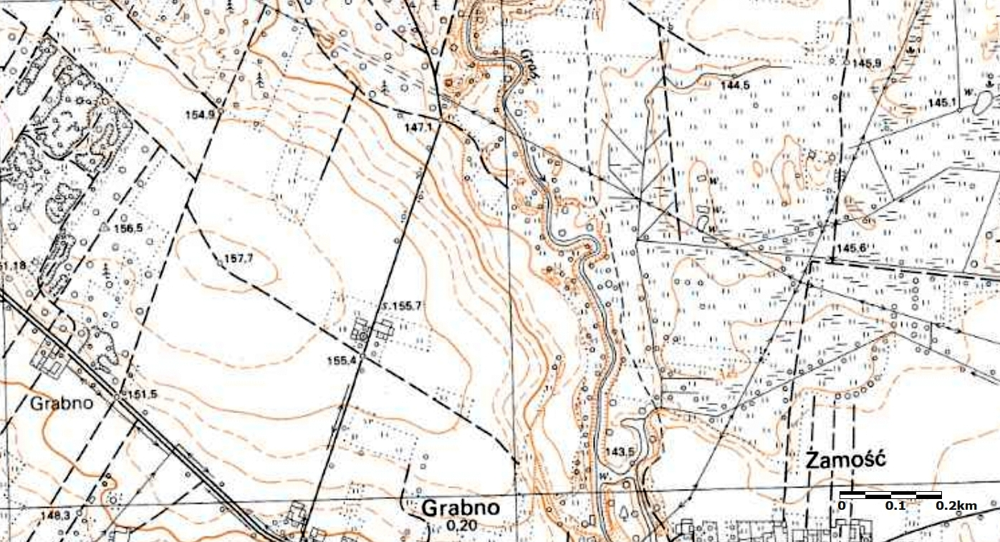 Grab
145,9
144,5
145,1
w.
154,9
147,1
w.
156,5
w.
w.
145,6
157,7
51.18
s.155,7
155,4
151,5
Grabno
143,5
Zamość
w.
0 0.1 0.2km
Grabno
0,20
148,3